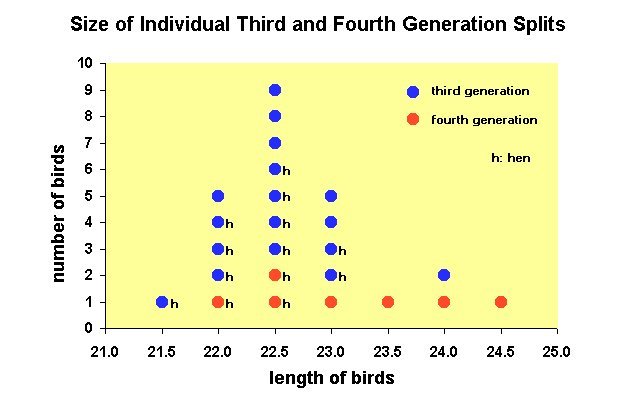 Size of Individual Third and Fourth Generation Splits
10
9
8
7
6
5
4
3
2
1
0
number of birds
third generation
fourth generation
h: hen
h
h
h
h
h
h
h
h
h
h
h
h
21.0 21.5 22.0 22.5 23.0 23.5 24.0 24.5 25.0
length of birds